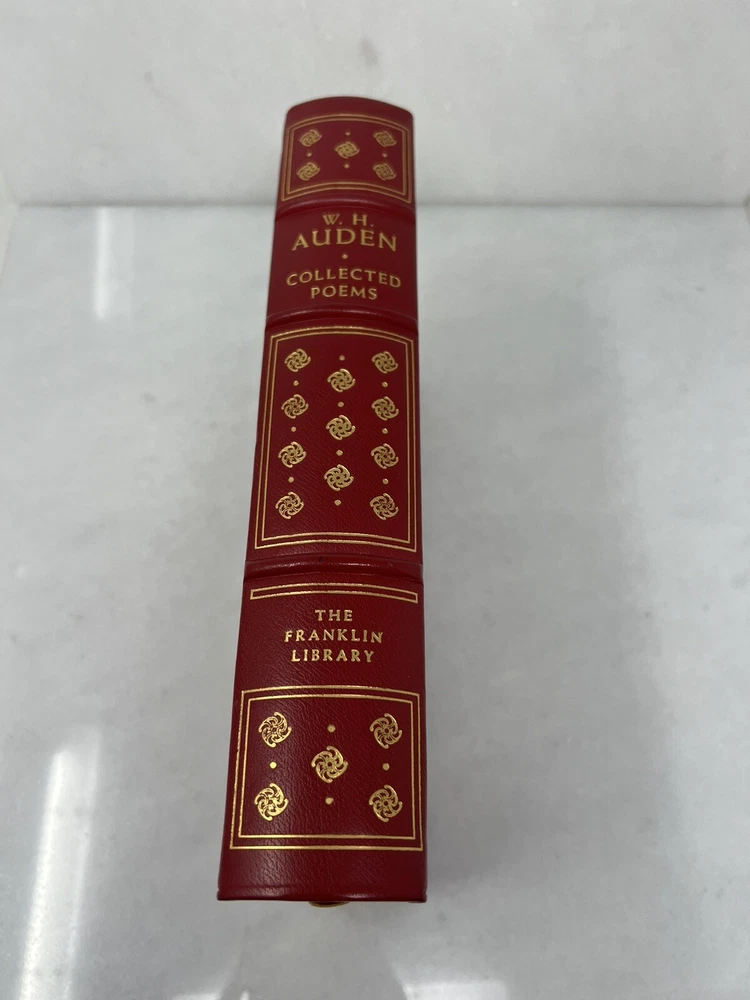 W. H.
AUDEN
COLLECTED
POEMS
THE
FRANKLIN
LIBRARY